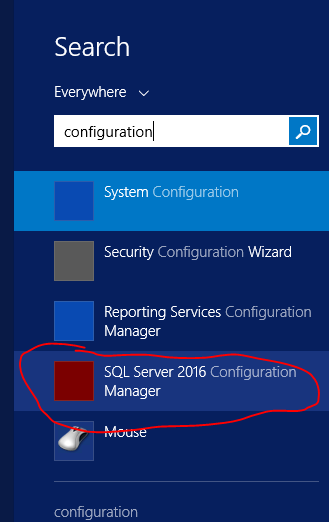 Search
Everywhere
configuration
System Configuration
Security Configuration Wizard
Reporting Services Configuration
Manager
SQL Server 2016 Configuration
Manager
Mouse
configuration